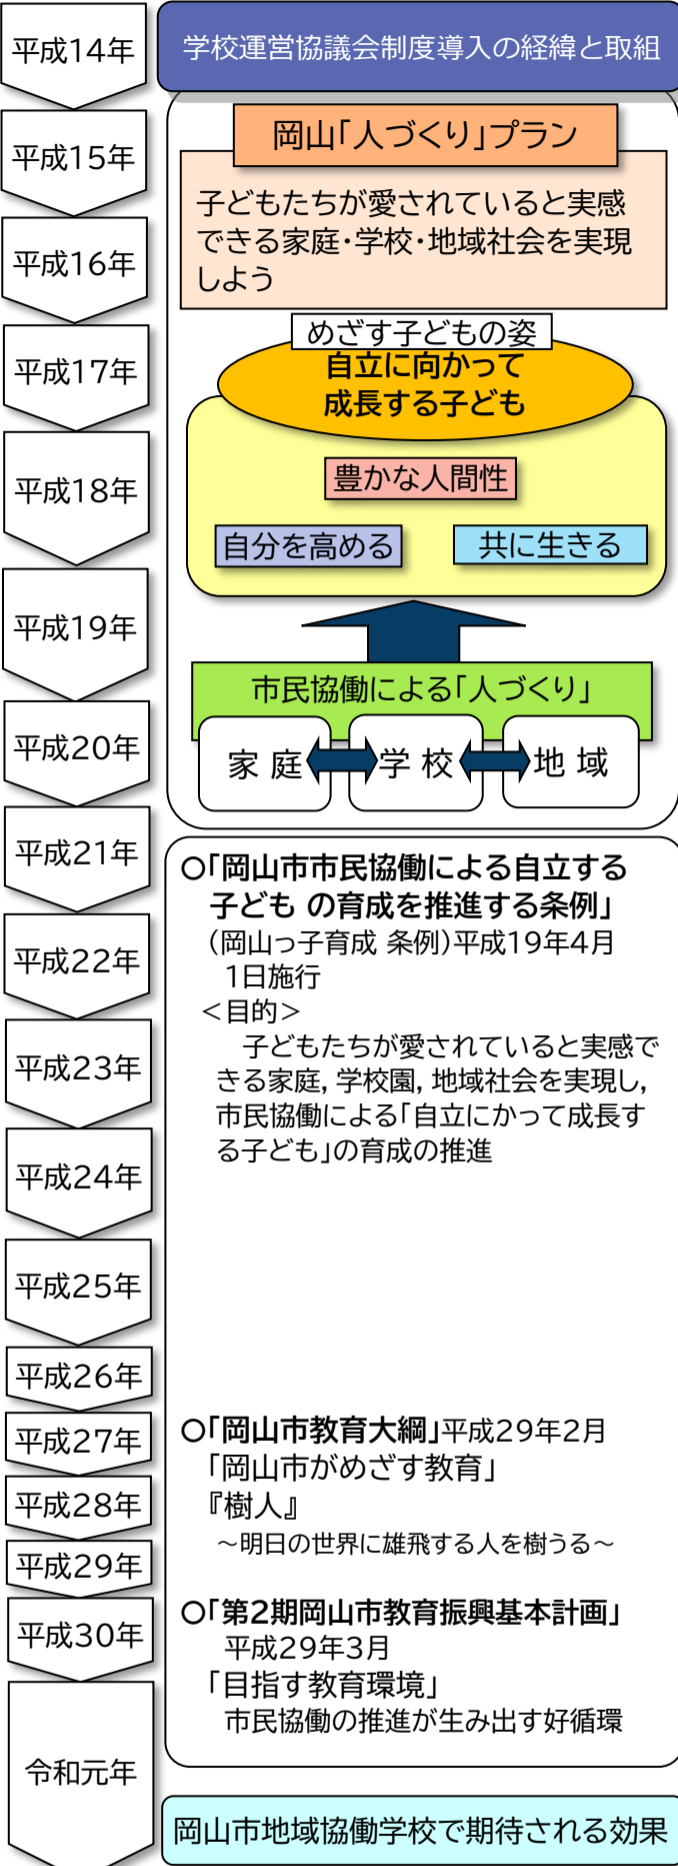 平成14年
平成15年
平成16年
平成17年
平成18年
平成19年
平成20年
平成21年
平成22年
平成23年
平成24年
平成25年
平成26年
平成27年
平成28年
平成29年
平成30年
令和元年
学校運営協議会制度導入の経緯と取組
岡山「人づくり」プラン
子どもたちが愛されていると実感
できる家庭・学校・地域社会を実現
しよう
めざす子どもの姿
自立に向かって
成長する子ども
豊かな人間性
自分を高める 共に生きる
市民協働による「人づくり」
家 庭 学 校 地 域
○「岡山市市民協働による自立する
子ども の育成を推進する条例」
（岡山っ子育成 条例）平成19年4月
1日施行
＜目的＞
子どもたちが愛されていると実感で
きる家庭，学校園，地域社会を実現し，
市民協働による「自立にかって成長す
る子ども」の育成の推進
○「岡山市教育大綱」平成29年2月
「岡山市がめざす教育」
『樹人』
～明日の世界に雄飛する人を樹うる～
○「第2期岡山市教育振興基本計画」
平成29年3月
「目指す教育環境」
市民協働の推進が生み出す好循環
岡山市地域協働学校で期待される効果